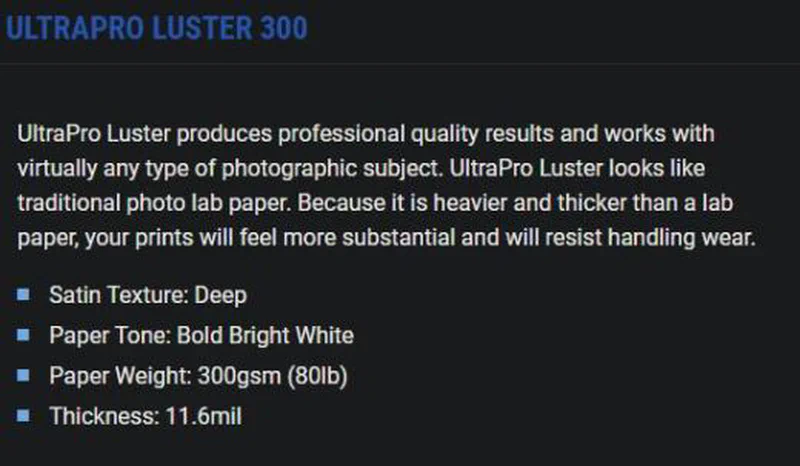 ULTRAPRO LUSTER 300
UltraPro Luster produces professional quality results and works with
virtually any type of photographic subject. UltraPro Luster looks like
traditional photo lab paper. Because it is heavier and thicker than a lab
paper, your prints will feel more substantial and will resist handling wear.
Satin Texture: Deep
Paper Tone: Bold Bright White
Paper Weight: 300gsm (80lb)
Thickness: 11.6mil